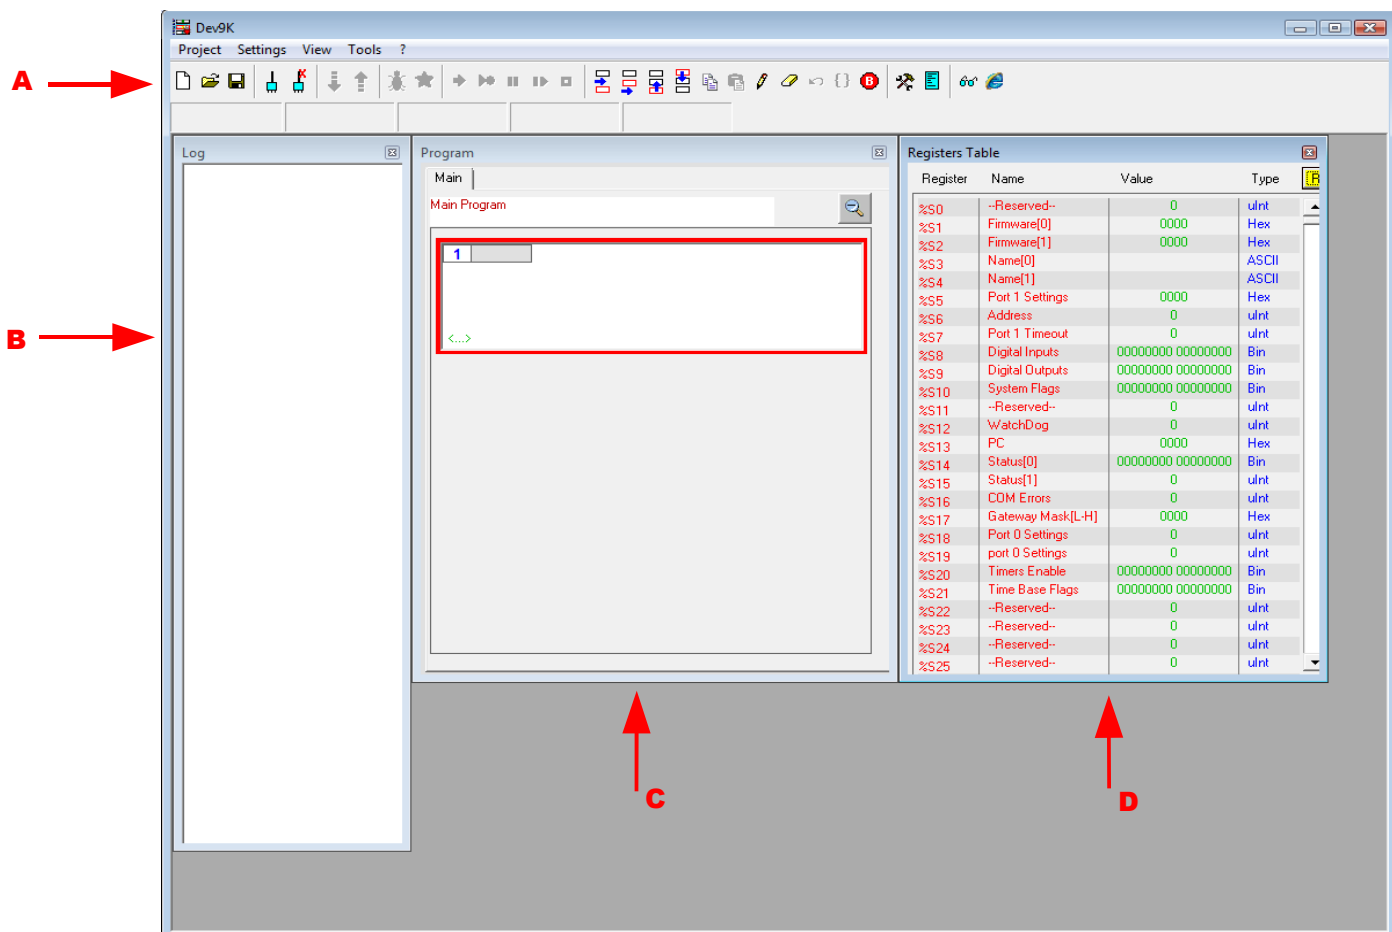 Dev9K
Project Settings View Tools ?
A
B
Log
Program
Main
Main Program
1
<...>
Registers Table
Register Name Value Type R
%S0 --Reserved-- 0 uInt
%S1 Firmware[0] 0000 Hex
%S2 Firmware[1] 0000 Hex
%S3 Name[0] ASCII
%S4 Name[1] ASCII
%S5 Port 1 Settings 0000 Hex
%S6 Address 0 uInt
%S7 Port 1 Timeout 0 uInt
%S8 Digital Inputs 00000000 00000000 Bin
%S9 Digital Outputs 00000000 00000000 Bin
%S10 System Flags 00000000 00000000 Bin
%S11 --Reserved-- 0 uInt
%S12 WatchDog 0 uInt
%S13 PC 0000 Hex
%S14 Status[0] 00000000 00000000 Bin
%S15 Status[1] 0 uInt
%S16 COM Errors 0 uInt
%S17 Gateway Mask[L-H] 0000 Hex
%S18 Port 0 Settings 0 uInt
%S19 port 0 Settings 0 uInt
%S20 Timers Enable 00000000 00000000 Bin
%S21 Time Base Flags 00000000 00000000 Bin
%S22 --Reserved-- 0 uInt
%S23 --Reserved-- 0 uInt
%S24 --Reserved-- 0 uInt
%S25 --Reserved-- 0 uInt
C
D